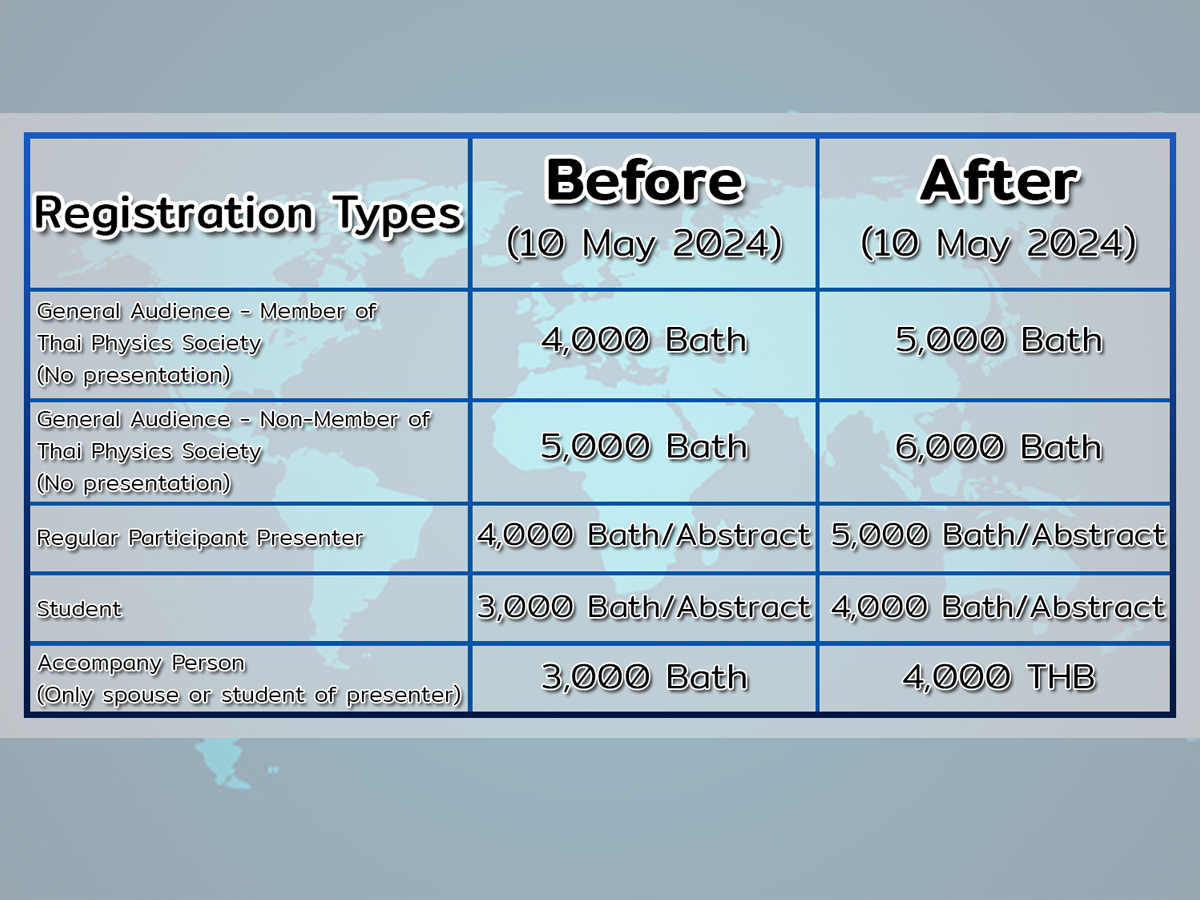 Registration Types
Before
(10 May 2024)
After
(10 May 2024)
General Audience - Member of
Thai Physics Society
(No presentation)
4,000 Bath
5,000 Bath
General Audience - Non-Member of
Thai Physics Society
(No presentation)
5,000 Bath
6,000 Bath
Regular Participant Presenter
4,000 Bath/Abstract
5,000 Bath/Abstract
Student
3,000 Bath/Abstract
4,000 Bath/Abstract
Accompany Person
(Only spouse or student of presenter)
3,000 Bath
4,000 THB